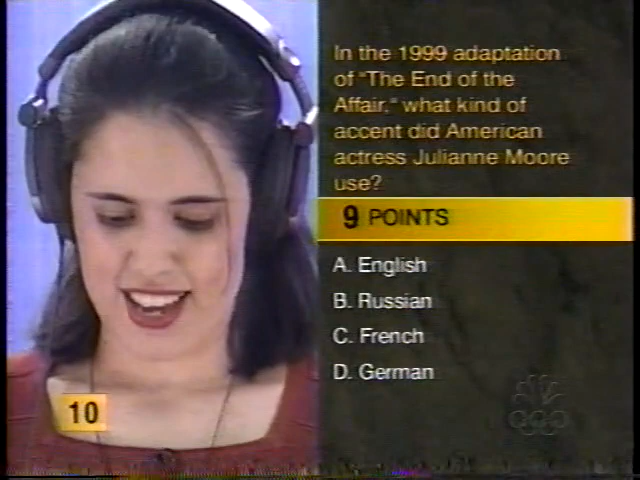 In the 1999 adaptation
of "The End of the
Affair," what kind of
accent did American
actress Julianne Moore
use?
9 POINTS
A. English
B. Russian
C. French
D. German
10